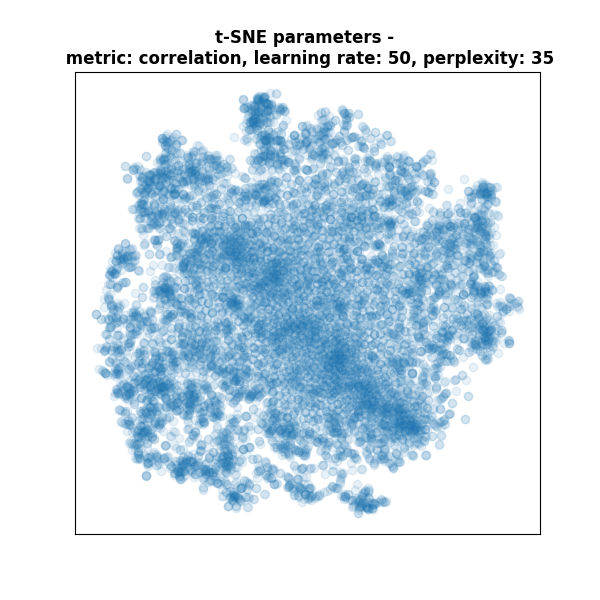 t-SNE parameters -
metric: correlation, learning rate: 50, perplexity: 35